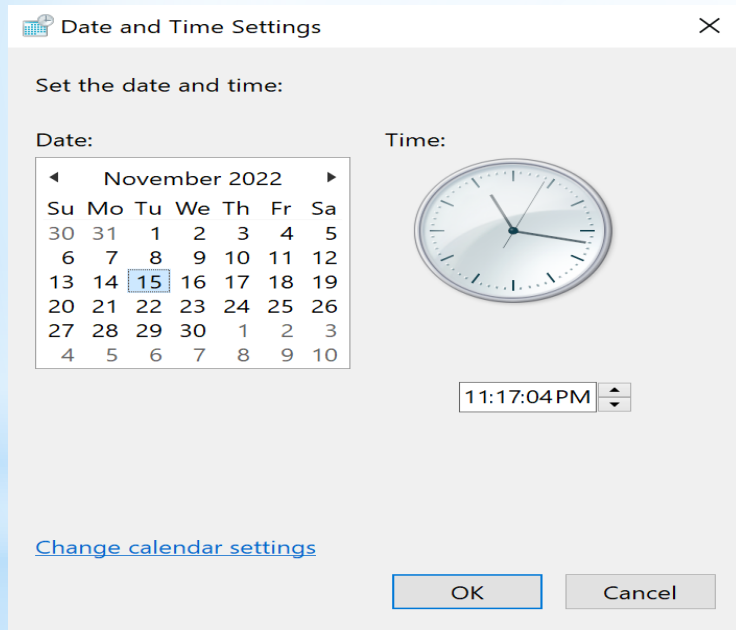 Date and Time Settings
Set the date and time:
Date:
Time:
November 2022
Su Mo Tu We Th Fr Sa
30 31 1 2 3 4 5
6 7 8 9 10 11 12
13 14 15 16 17 18 19
20 21 22 23 24 25 26
27 28 29 30 1 2 3
4 5 6 7 8 9 10
11:17:04 PM
Change calendar settings
OK
Cancel